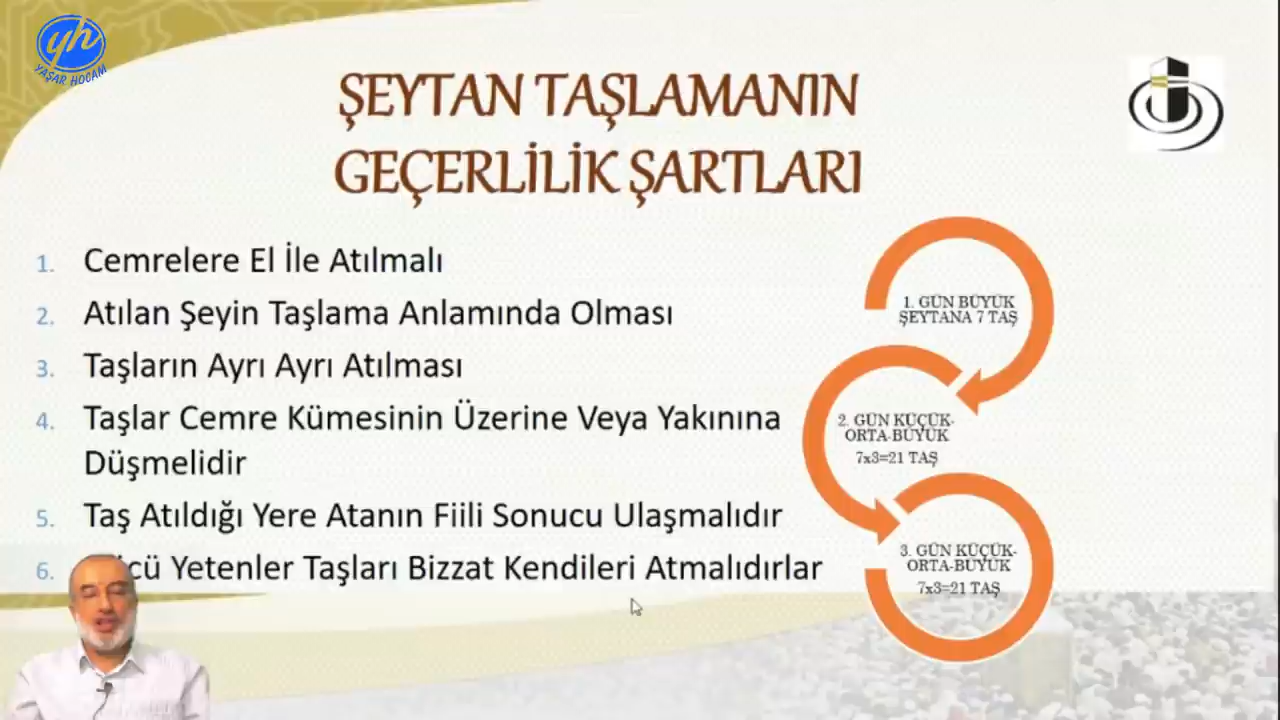 yh
YAŞAR HOCAM
ŞEYTAN TAŞLAMANIN
GEÇERLİLİK ŞARTLARI
1. Cemrelere El İle Atılmalı
2. Atılan Şeyin Taşlama Anlamında Olması
3. Taşların Ayrı Ayrı Atılması
4. Taşlar Cemre Kümesinin Üzerine Veya Yakınına
Düşmelidir
5. Taş Atıldığı Yere Atanın Fiili Sonucu Ulaşmalıdır
6. cü Yetenler Taşları Bizzat Kendileri Atmalıdırlar
1. GÜN BÜYÜK
ŞEYTANA 7 TAŞ
2. GÜN KÜÇÜK-
ORTA-BÜYÜK
7x3=21 TAŞ
3. GÜN KÜÇÜK-
ORTA-BÜYÜK
7x3=21 TAŞ